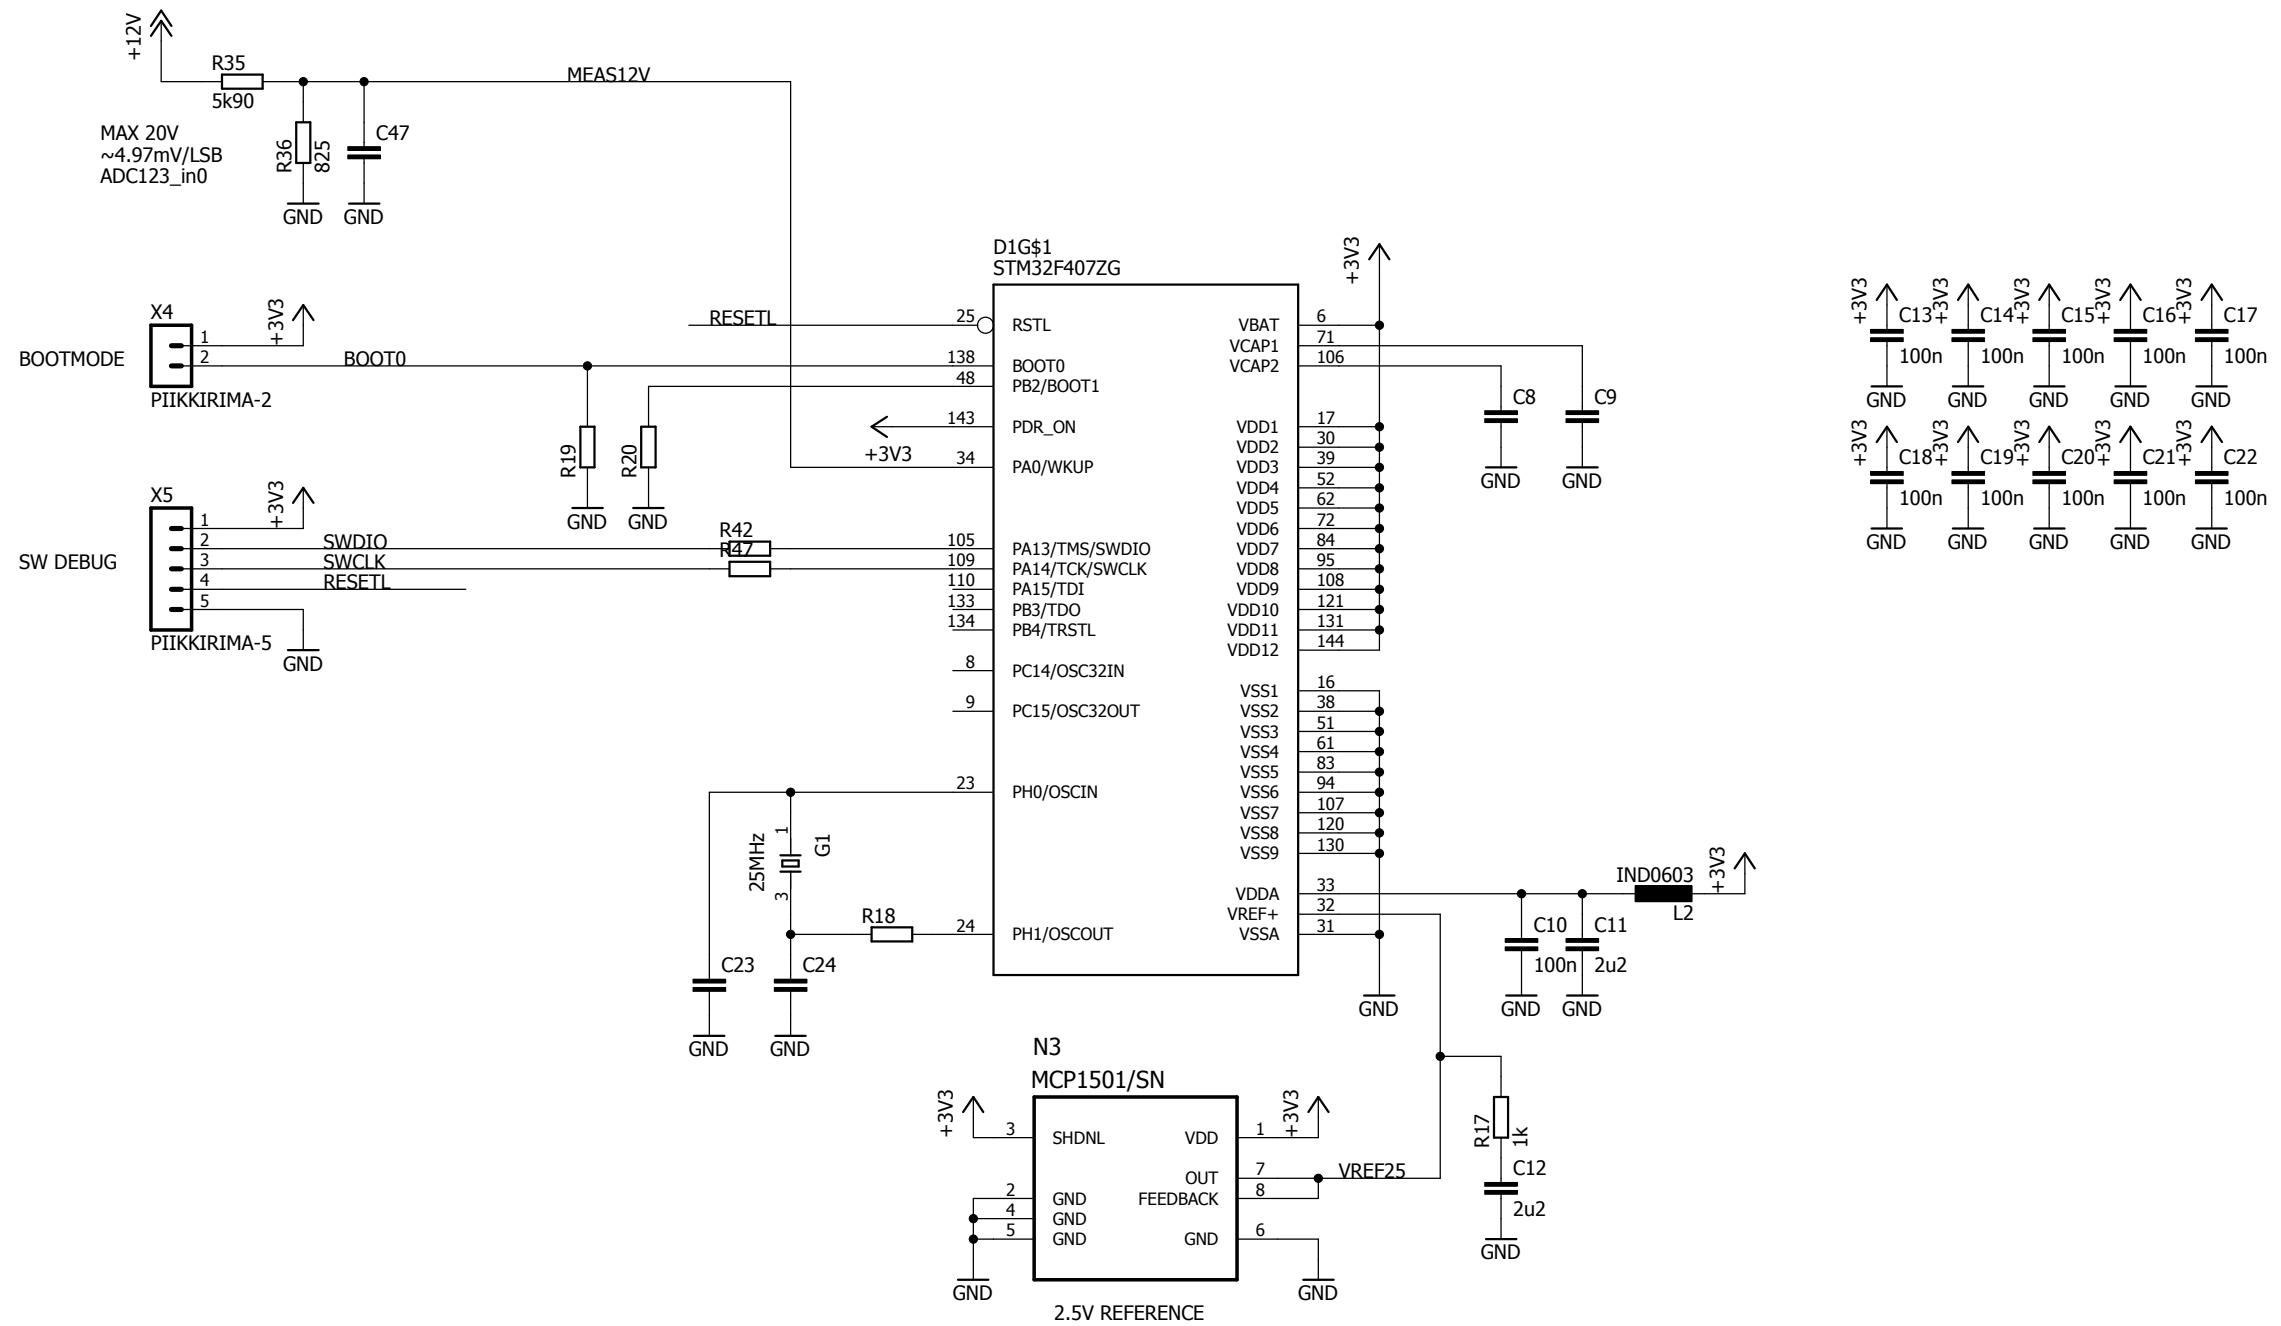 +12V
R35
5k90
MEAS12V
MAX 20V
~4.97mV/LSB
ADC123_in0
R36
825
C47
GND
GND
X4
+3V3
1
2
BOOTMODE
BOOT0
PIIKKIRIMA-2
X5
+3V3
1
2
3
4
5
SWDIO
SWCLK
RESETL
SW DEBUG
PIIKKIRIMA-5
GND
R19
R20
GND
GND
R42
R47
D1G$1
STM32F407ZG
RESETL
25
RSTL
138
BOOT0
48
PB2/BOOT1
143
PDR_ON
+3V3
34
PA0/WKUP
105
PA13/TMS/SWDIO
109
PA14/TCK/SWCLK
110
PA15/TDI
133
PB3/TDO
134
PB4/TRSTL
8
PC14/OSC32IN
9
PC15/OSC32OUT
23
PH0/OSCIN
24
PH1/OSCOUT
+3V3
VBAT
6
VCAP1
71
VCAP2
106
VDD1
17
VDD2
30
VDD3
39
VDD4
52
VDD5
62
VDD6
72
VDD7
84
VDD8
95
VDD9
108
VDD10
121
VDD11
131
VDD12
144
VSS1
16
VSS2
38
VSS3
51
VSS4
61
VSS5
83
VSS6
94
VSS7
107
VSS8
120
VSS9
130
VDDA
33
VREF+
32
VSSA
31
GND
C8
C9
GND
GND
+3V3
+3V3
+3V3
+3V3
+3V3
C13
C14
C15
C16
C17
100n
100n
100n
100n
100n
GND
GND
GND
GND
GND
+3V3
+3V3
+3V3
+3V3
+3V3
C18
C19
C20
C21
C22
100n
100n
100n
100n
100n
GND
GND
GND
GND
GND
25MHz
1
3
G1
R18
C23
C24
GND
GND
IND0603
L2
+3V3
C10
100n
C11
2u2
GND
GND
N3
MCP1501/SN
+3V3
3
SHDNL
2
GND
4
GND
5
GND
GND
VDD
1
+3V3
OUT
7
VREF25
FEEDBACK
8
GND
6
GND
2.5V REFERENCE
R17
1k
C12
2u2
GND